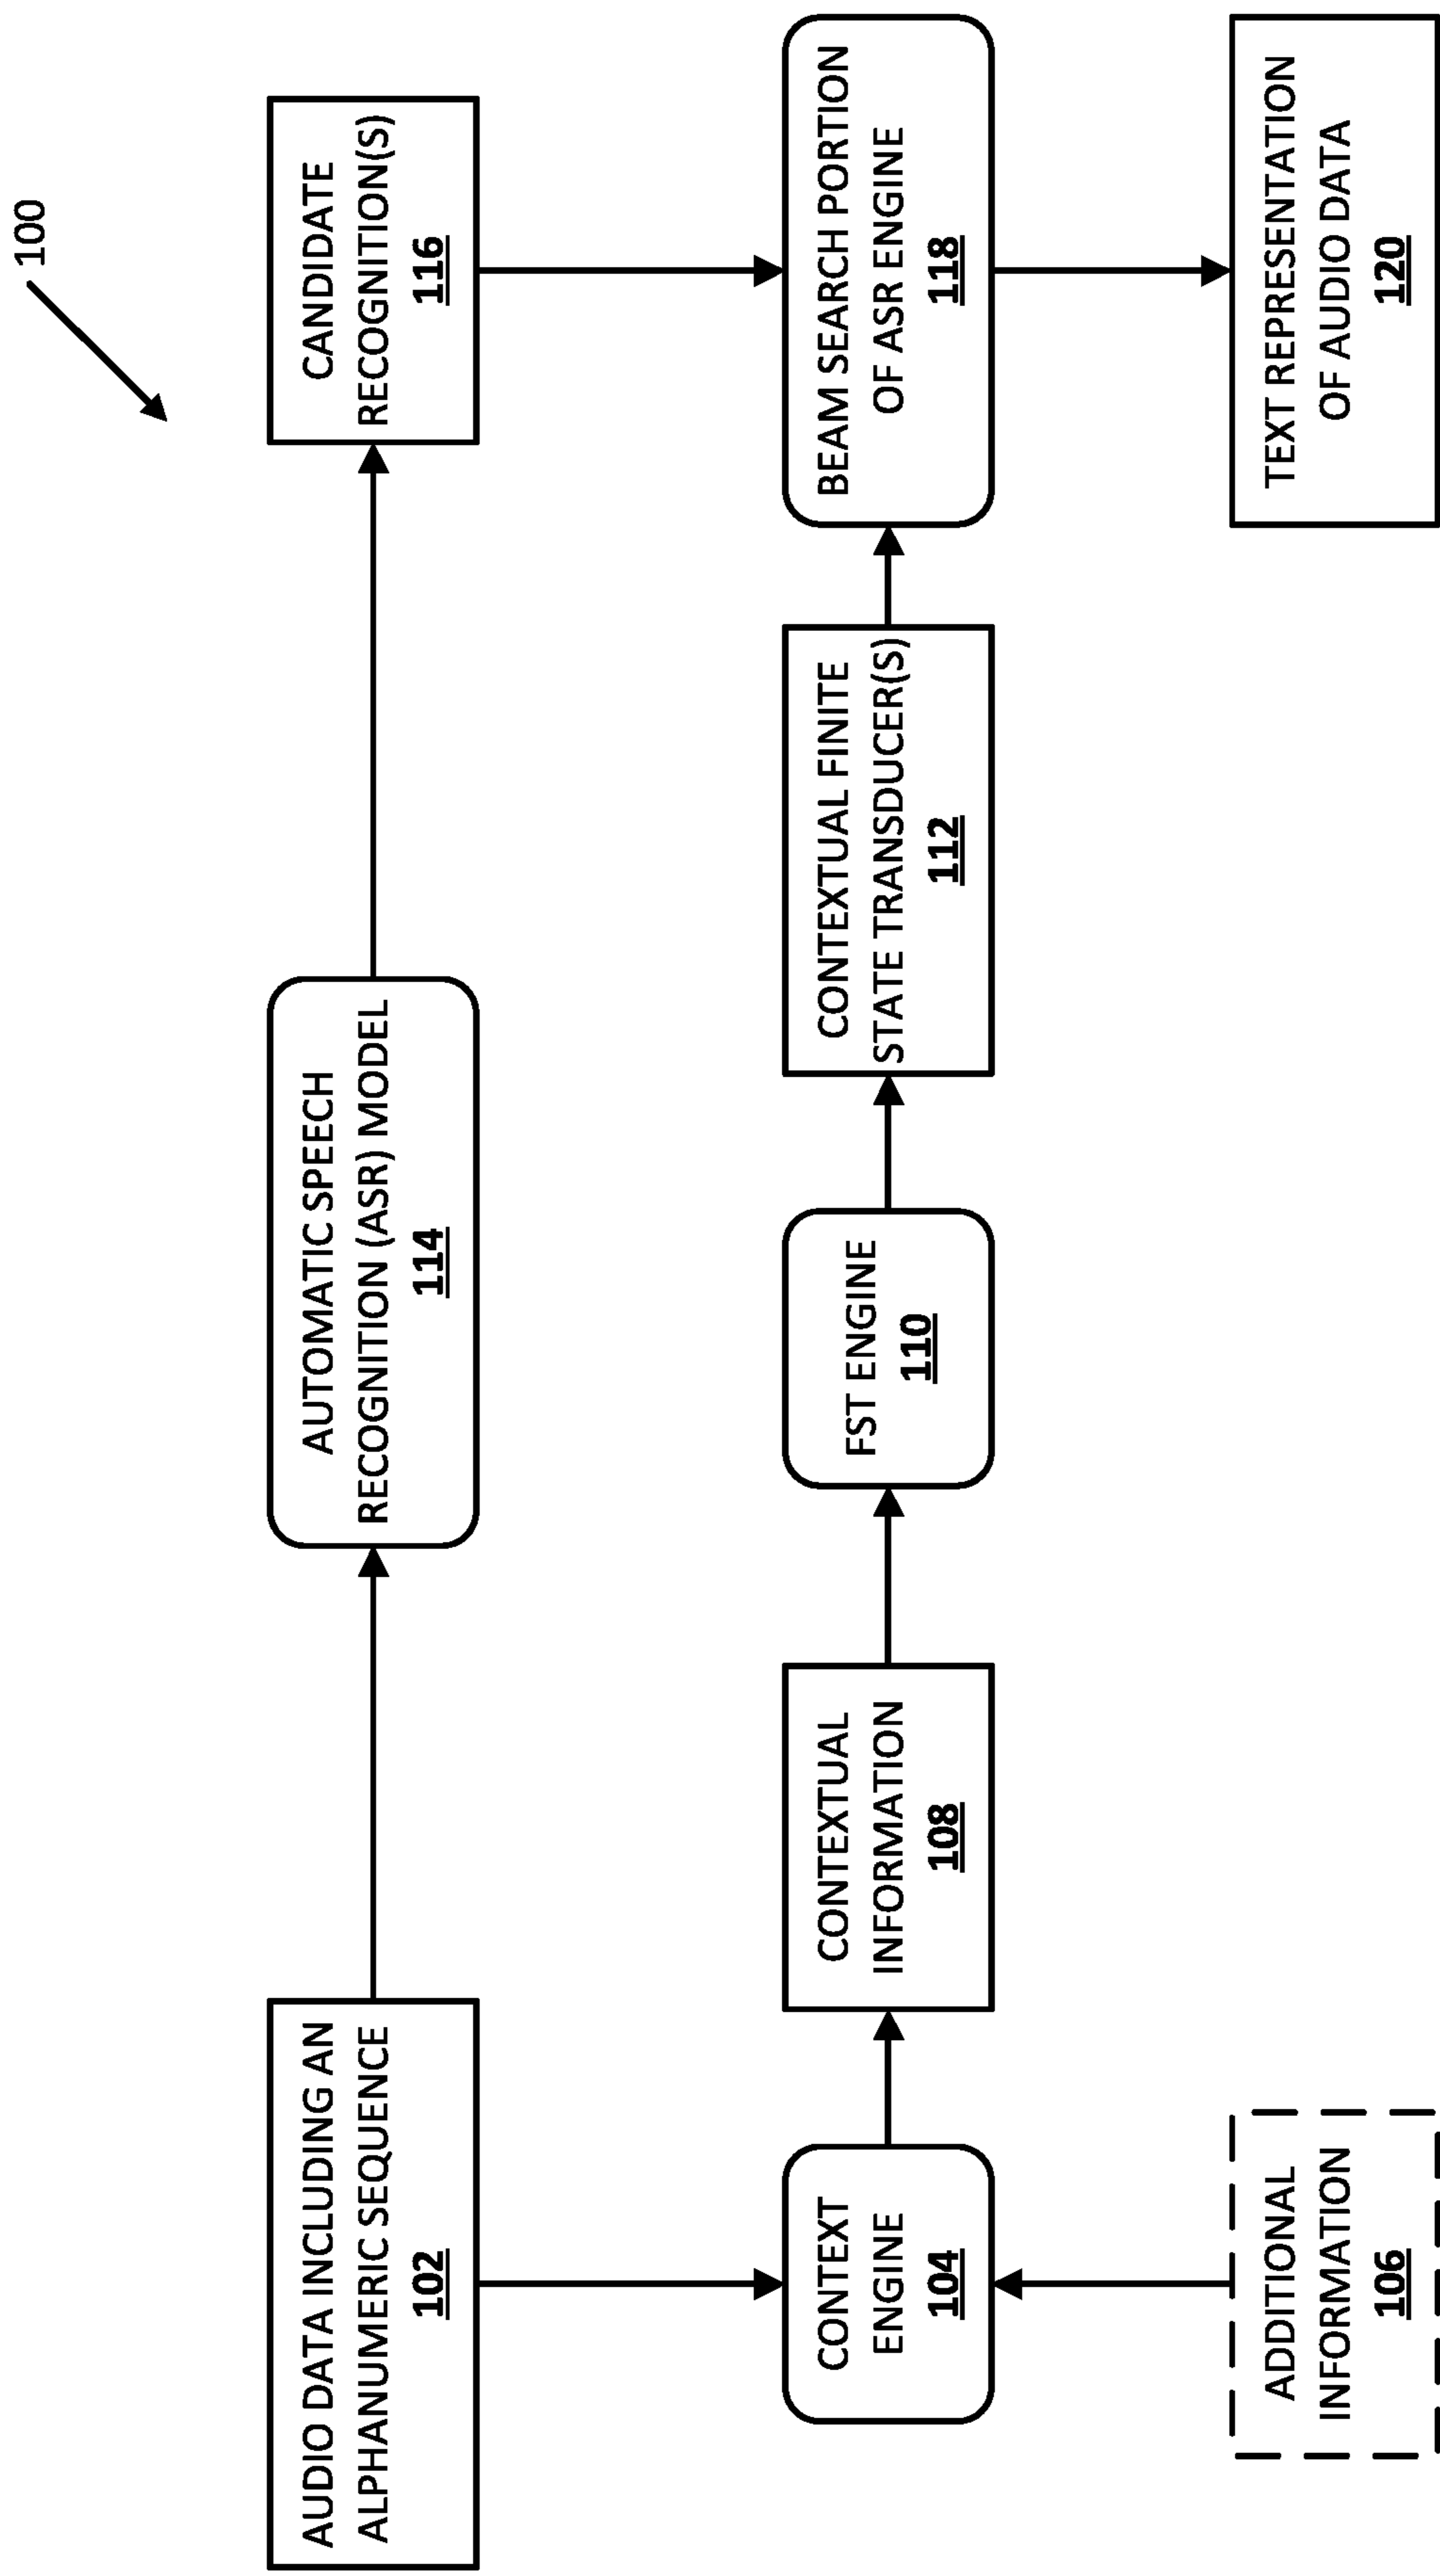 100
AUDIO DATA INCLUDING AN
ALPHANUMERIC SEQUENCE
102
AUTOMATIC SPEECH
RECOGNITION (ASR) MODEL
114
CANDIDATE
RECOGNITION(S)
116
CONTEXT
ENGINE
104
CONTEXTUAL
INFORMATION
108
FST ENGINE
110
CONTEXTUAL FINITE
STATE TRANSDUCER(S)
112
BEAM SEARCH PORTION
OF ASR ENGINE
118
ADDITIONAL
INFORMATION
106
TEXT REPRESENTATION
OF AUDIO DATA
120